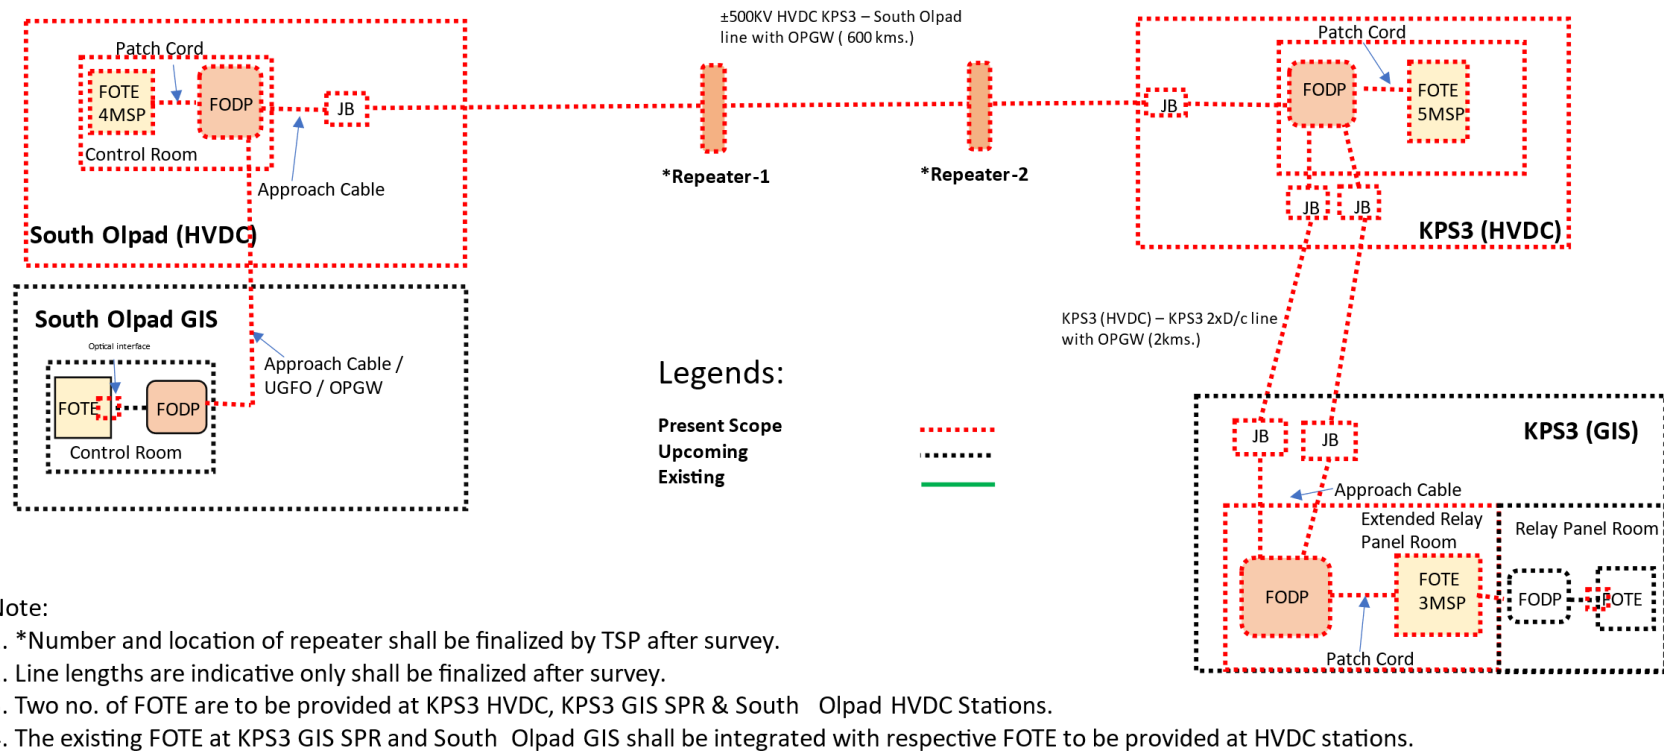 ±500KV HVDC KPS3 – South Olpad
line with OPGW ( 600 kms.)
Patch Cord
FOTE
4MSP
FODP
JB
Control Room
Approach Cable
South Olpad (HVDC)
*Repeater-1
*Repeater-2
Patch Cord
JB
FODP
FOTE
5MSP
JB
JB
KPS3 (HVDC)
South Olpad GIS
Optical interface
FOTE
FODP
Control Room
Approach Cable /
UGFO / OPGW
KPS3 (HVDC) – KPS3 2xD/c line
with OPGW (2kms.)
Legends:
Present Scope
Upcoming
Existing
KPS3 (GIS)
JB
JB
Approach Cable
Extended Relay
Panel Room
Relay Panel Room
FODP
FOTE
3MSP
FODP
FOTE
Patch Cord
Note:
. *Number and location of repeater shall be finalized by TSP after survey.
. Line lengths are indicative only shall be finalized after survey.
. Two no. of FOTE are to be provided at KPS3 HVDC, KPS3 GIS SPR & South Olpad HVDC Stations.
. The existing FOTE at KPS3 GIS SPR and South Olpad GIS shall be integrated with respective FOTE to be provided at HVDC stations.